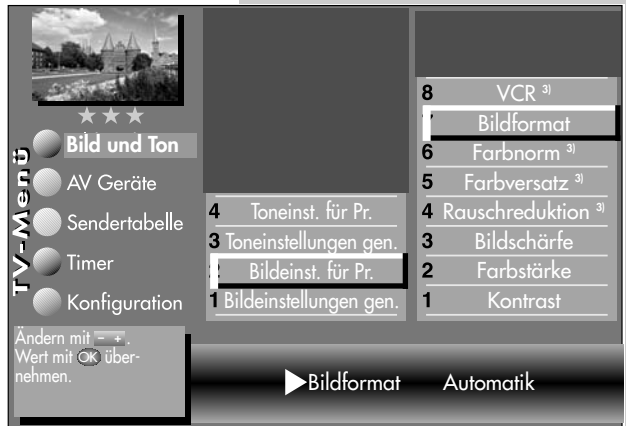 TV-Menü
Bild und Ton
AV Geräte
Sendertabelle
Timer
Konfiguration
4 Toneinst. für Pr.
3 Toneinstellungen gen.
2 Bildeinst. für Pr.
1 Bildeinstellungen gen.
8 VCR 3)
7 Bildformat
6 Farbnorm 3)
5 Farbversatz 3)
4 Rauschreduktion 3)
3 Bildschärfe
2 Farbstärke
1 Kontrast
Ändern mit - + .
Wert mit OK über-
nehmen.
Bildformat Automatik